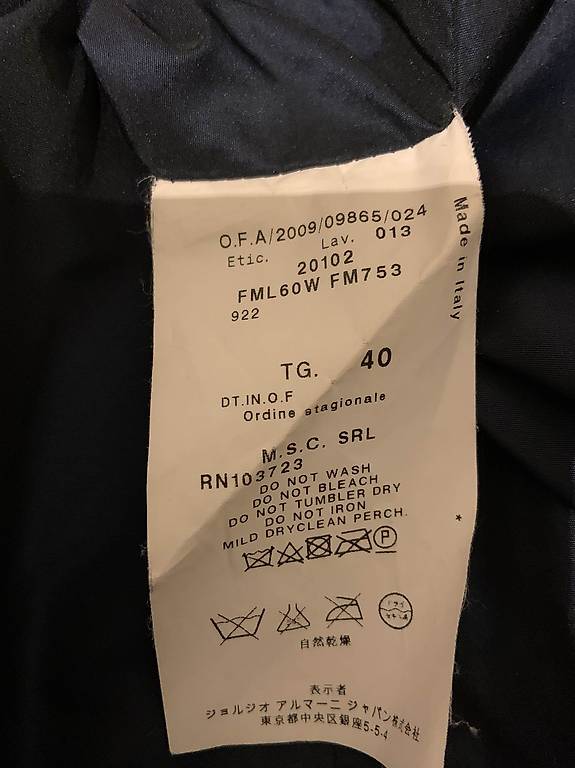 O.F.A/2009/09865/024
Etic. Lav. 013
20102
FML60W FM753
922
Made in Italy
TG. 40
DT.IN.O.F
Ordine stagionale
M.S.C. SRL
RN103723
DO NOT WASH
DO NOT BLEACH
DO NOT TUMBLER DRY
DO NOT IRON
MILD DRYCLEAN PERCH.
*
P
ドライ
自然乾燥
表示者
ジョルジオ アルマーニ ジャパン株式会社
東京都中央区銀座5-5-4